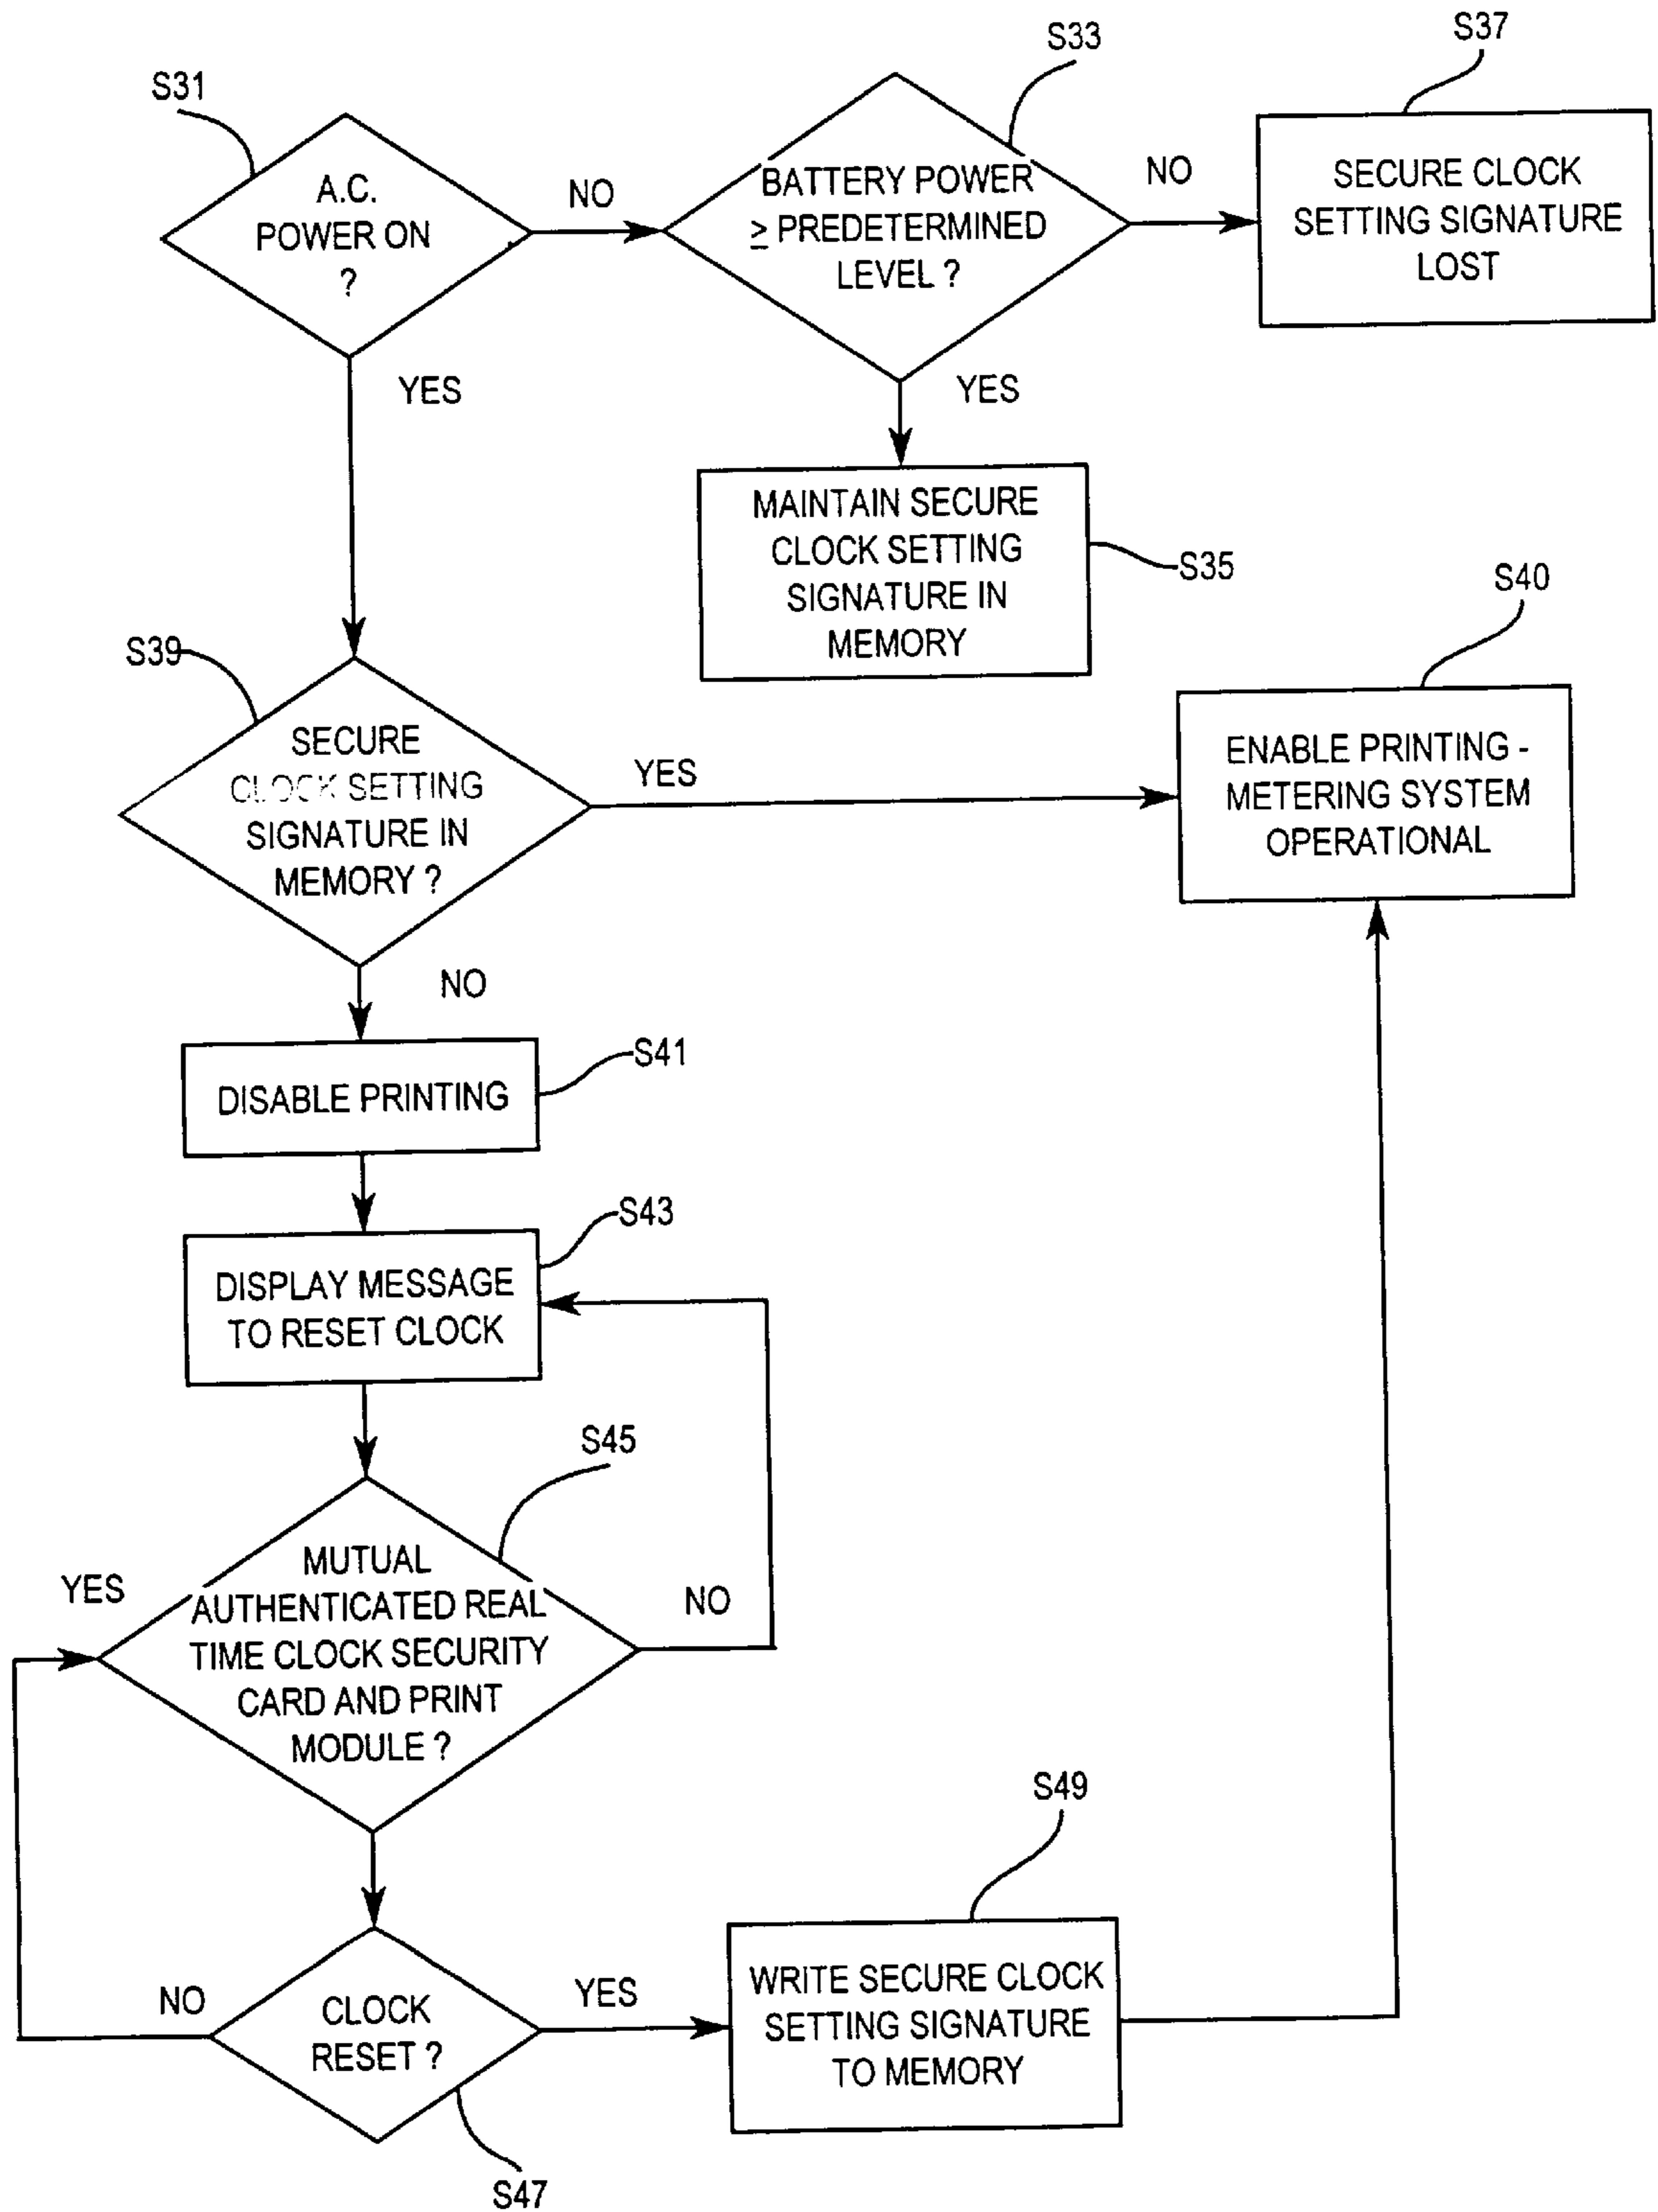 S31
A.C.
POWER ON
?
NO
YES
S33
BATTERY POWER
≥ PREDETERMINED
LEVEL ?
NO
YES
S37
SECURE CLOCK
SETTING SIGNATURE
LOST
MAINTAIN SECURE
CLOCK SETTING
SIGNATURE IN
MEMORY
S35
S39
SECURE
CLOCK SETTING
SIGNATURE IN
MEMORY ?
YES
NO
S40
ENABLE PRINTING -
METERING SYSTEM
OPERATIONAL
DISABLE PRINTING
S41
S43
DISPLAY MESSAGE
TO RESET CLOCK
S45
YES
MUTUAL
AUTHENTICATED REAL
TIME CLOCK SECURITY
CARD AND PRINT
MODULE ?
NO
NO
CLOCK
RESET ?
YES
S47
S49
WRITE SECURE CLOCK
SETTING SIGNATURE
TO MEMORY